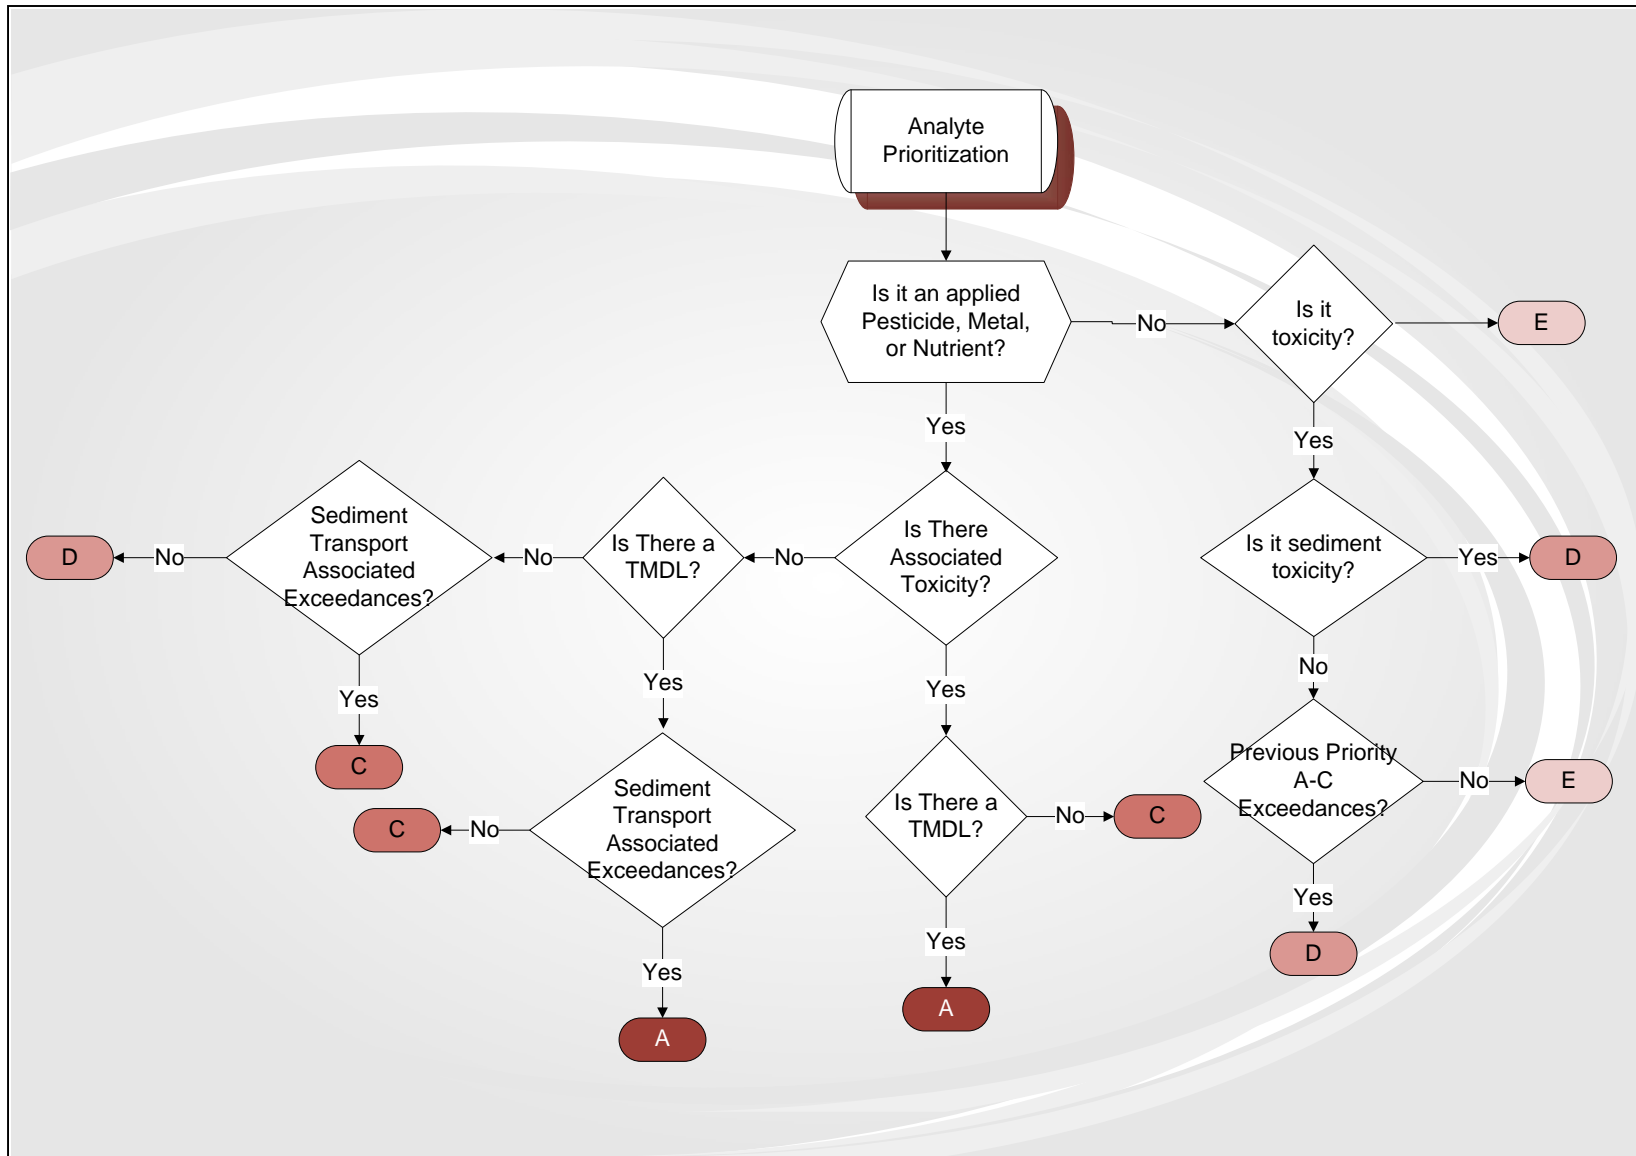 Analyte
Prioritization
Is it an applied
Pesticide, Metal,
or Nutrient?
No
Is it
toxicity?
E
Yes
Yes
Sediment
Transport
Associated
Exceedances?
No
D
Is There a
TMDL?
No
Is There
Associated
Toxicity?
No
Is it sediment
toxicity?
Yes
D
Yes
Yes
Yes
No
C
Sediment
Transport
Associated
Exceedances?
No
C
Is There a
TMDL?
No
C
Previous Priority
A-C
Exceedances?
No
E
Yes
Yes
Yes
A
A
D